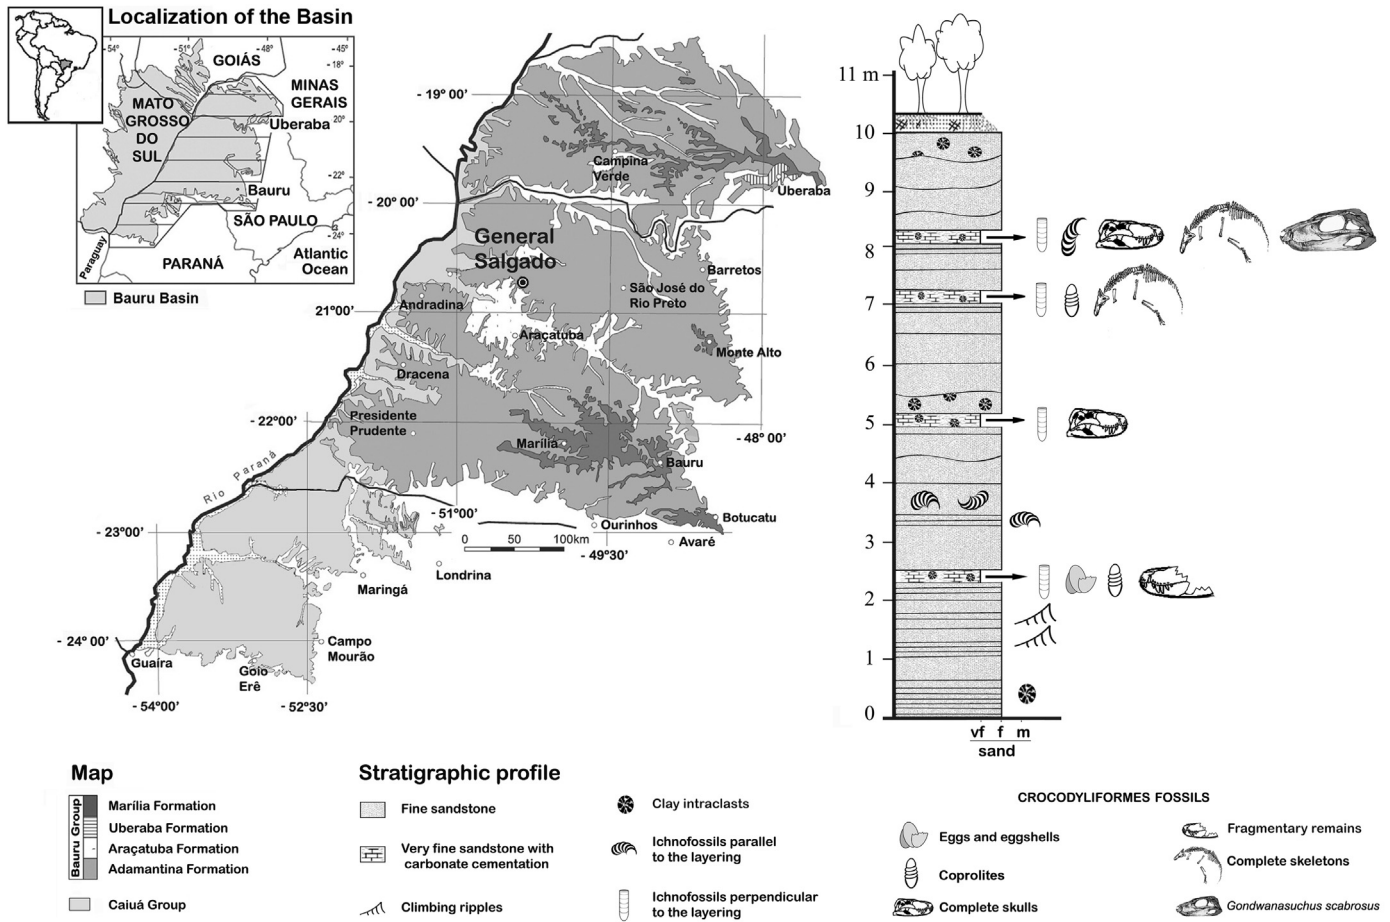 Localization of the Basin
54°
51°
-48°
-45°
-18°
GOIÁS
MINAS
GERAIS
MATO
GROSSO
DO
SUL
20°
Uberaba
-22°
Bauru
SÃO PAULO
-24°
Atlantic
Ocean
Paraguay
PARANÁ
Bauru Basin
- 19° 00'
Campina
Verde
Uberaba
- 20° 00'
General
Salgado
Barretos
São José do
Rio Preto
Andradina
21°00'
Araçatuba
Monte Alto
Dracena
Presidente
Prudente
- 22°00'
- 48° 00'
Marília
Bauru
Rio Paraná
- 51°00'
Botucatu
Ourinhos
- 23°00'
Avaré
0 50 100km
- 49°30'
Londrina
Maringá
- 24° 00'
Campo
Mourão
Guaíra
Goio
Erê
- 54°00'
- 52°30'
11 m
10
9
8
7
6
5
4
3
2
1
0
vf f m
sand
Map
Bauru Group
Marília Formation
Uberaba Formation
Araçatuba Formation
Adamantina Formation
Caiuá Group
Stratigraphic profile
Fine sandstone
Very fine sandstone with
carbonate cementation
Climbing ripples
Clay intraclasts
Ichnofossils parallel
to the layering
Ichnofossils perpendicular
to the layering
CROCODYLIFORMES FOSSILS
Eggs and eggshells
Coprolites
Complete skulls
Fragmentary remains
Complete skeletons
Gondwanasuchus scabrosus